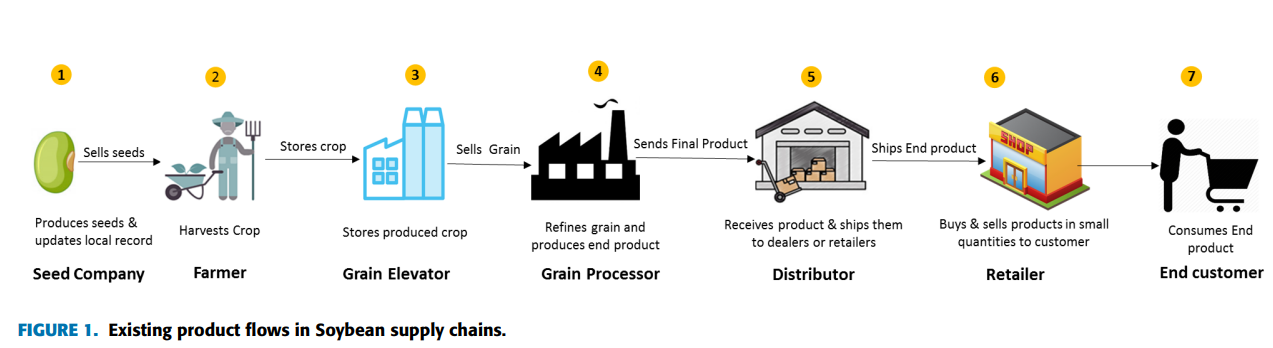 1
2
3
4
5
6
7
Sells seeds
Stores crop
Sells Grain
Sends Final Product
Ships End product
SHOP
Produces seeds &
updates local record
Harvests Crop
Stores produced crop
Refines grain and
produces end product
Receives product & ships them
to dealers or retailers
Buys & sells products in small
quantities to customer
Consumes End
product
Seed Company
Farmer
Grain Elevator
Grain Processor
Distributor
Retailer
End customer
FIGURE 1. Existing product flows in Soybean supply chains.